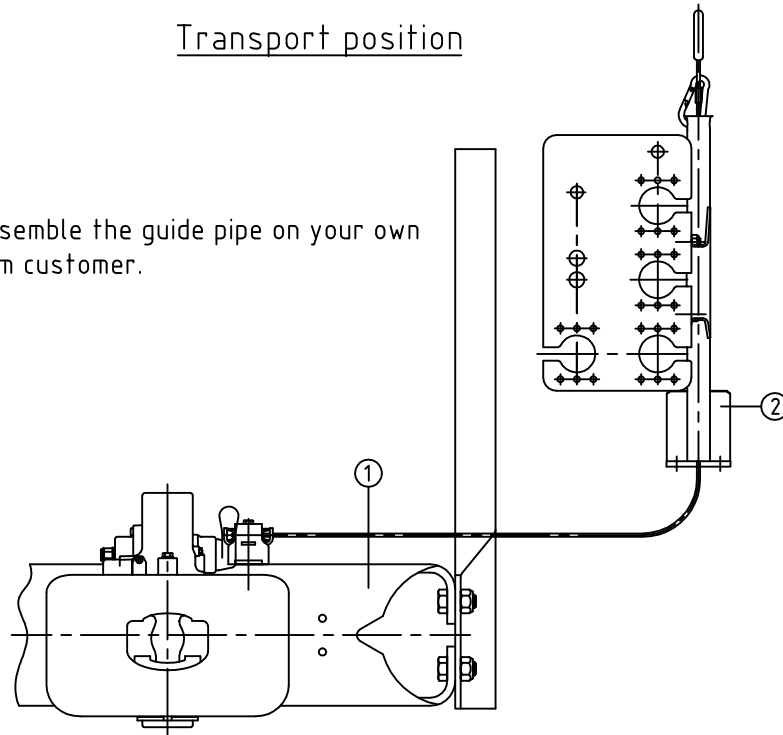 Transport position
semble the guide pipe on your own
m customer.
1
2